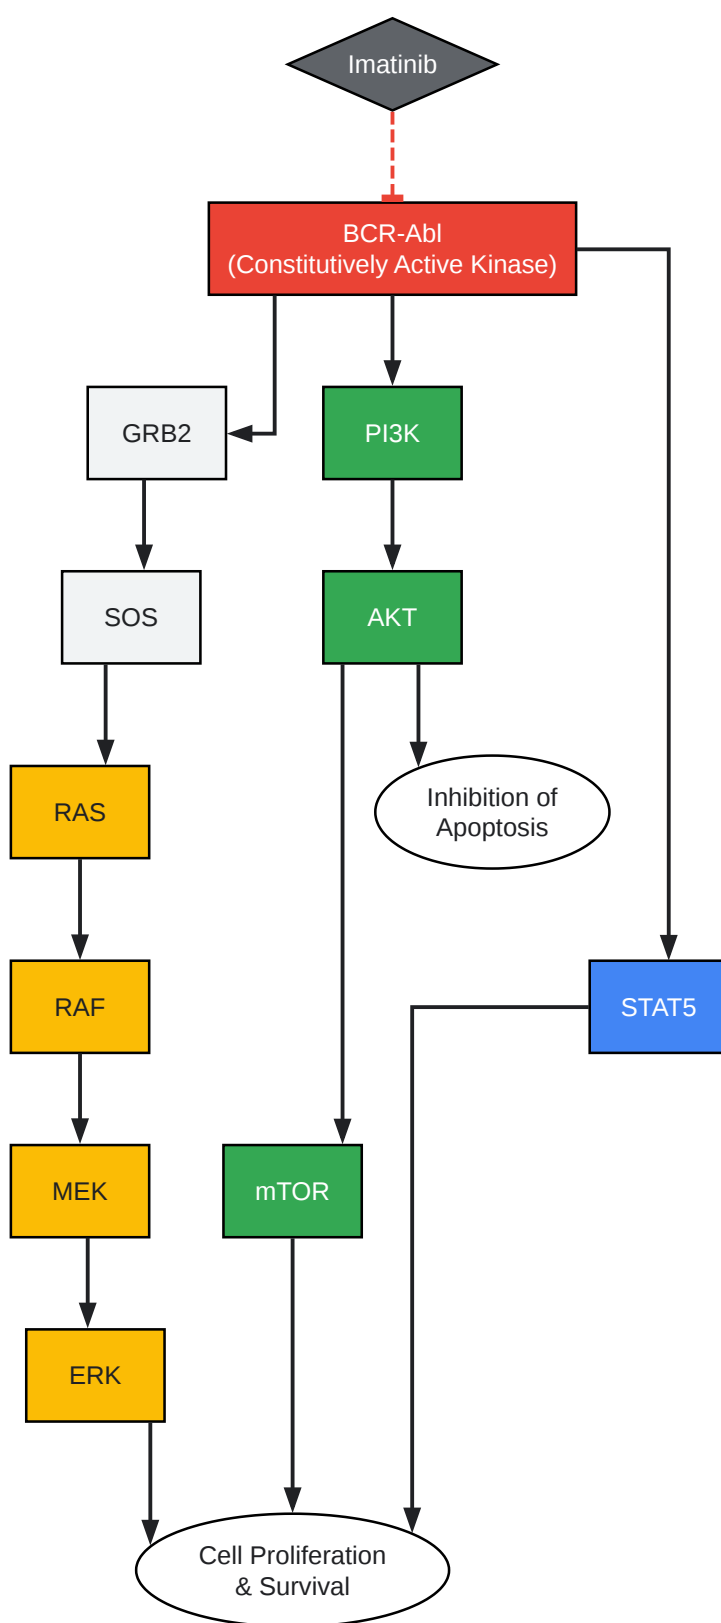 Imatinib
BCR-Abl
(Constitutively Active Kinase)
GRB2
PI3K
SOS
AKT
RAS
Inhibition of
Apoptosis
RAF
STAT5
MEK
mTOR
ERK
Cell Proliferation
& Survival